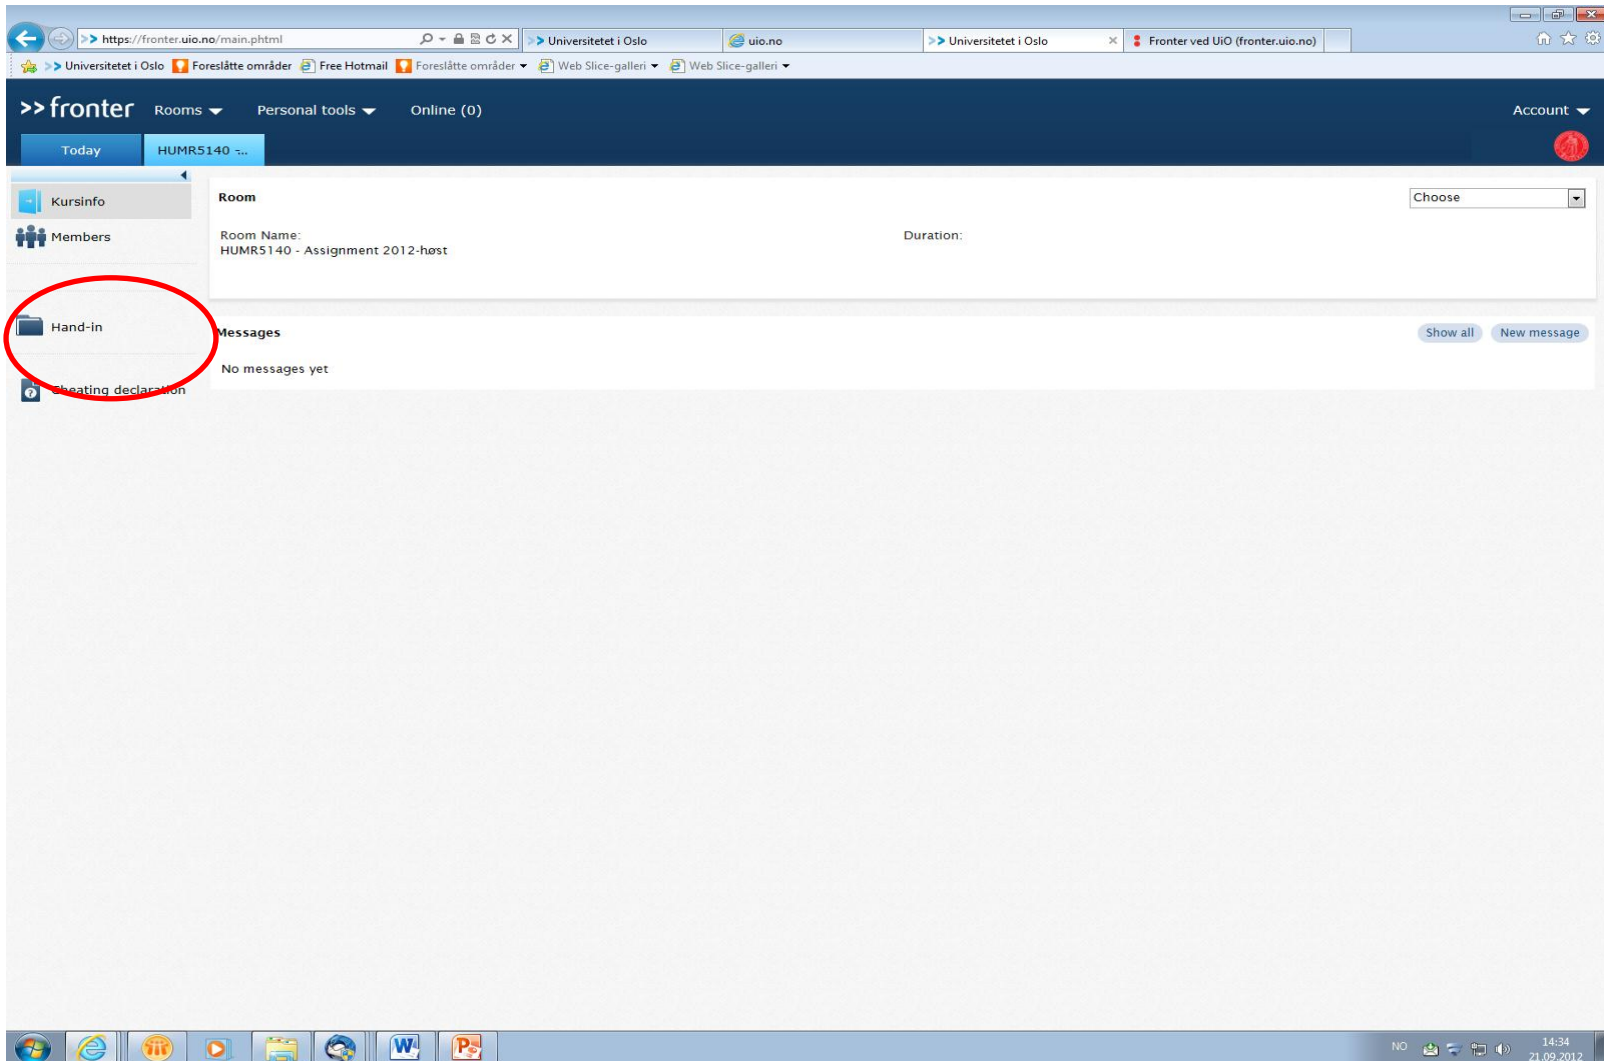 >> https://fronter.uio.no/main.phtml
>> Universitetet i Oslo
uio.no
>> Universitetet i Oslo
Fronter ved UiO (fronter.uio.no)
>> Universitetet i Oslo Foreslåtte områder Free Hotmail Foreslåtte områder Web Slice-galleri Web Slice-galleri
>> fronter Rooms Personal tools Online (0) Account
Today HUMR5140 -...
Kursinfo
Members
Hand-in
Cheating declaration
Room Choose
Room Name: Duration:
HUMR5140 - Assignment 2012-høst
Messages Show all New message
No messages yet
NO 14:34
21.09.2012